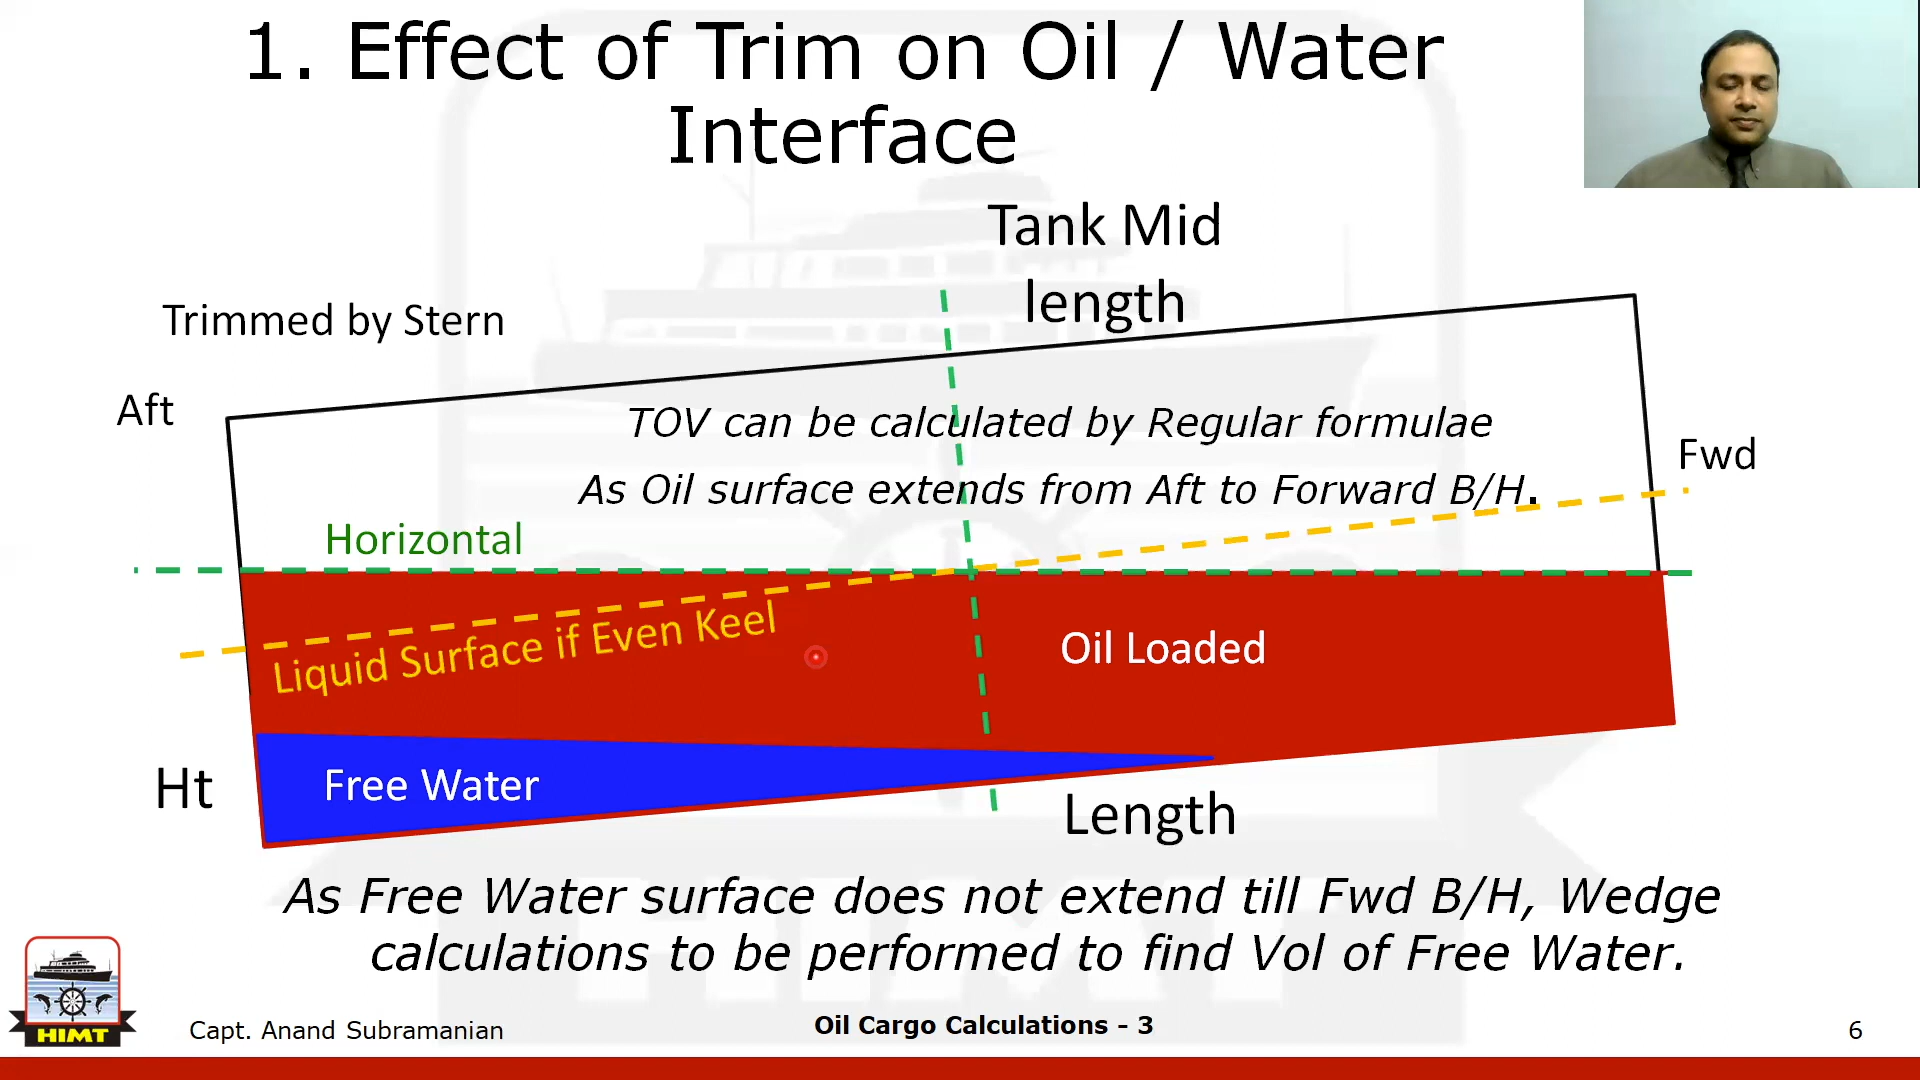 1. Effect of Trim on Oil / Water
Interface
Tank Mid
length
Trimmed by Stern
Aft
TOV can be calculated by Regular formulae
Fwd
As Oil surface extends from Aft to Forward B/H.
Horizontal
Liquid Surface if Even Keel
Oil Loaded
Ht
Free Water
Length
As Free Water surface does not extend till Fwd B/H, Wedge
calculations to be performed to find Vol of Free Water.
HIMT
Capt. Anand Subramanian
Oil Cargo Calculations - 3
6